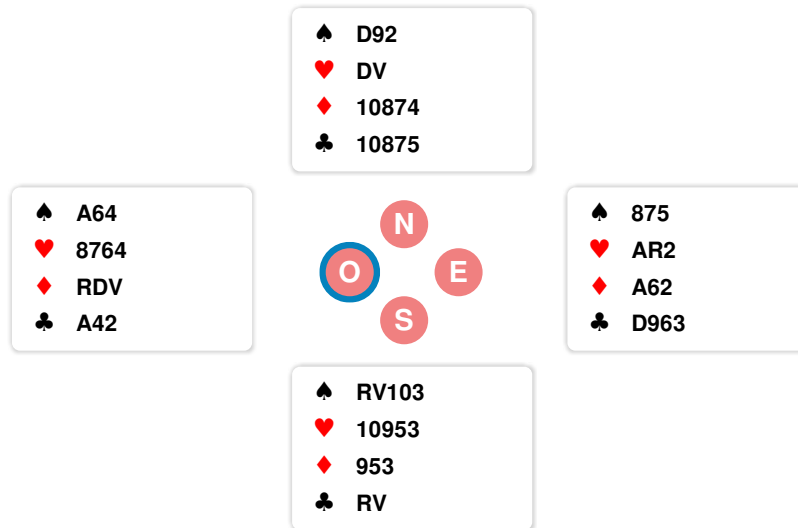 ♠ D92
♥ DV
♦ 10874
♣ 10875
♠ A64
♥ 8764
♦ RDV
♣ A42
N
O
E
S
♠ 875
♥ AR2
♦ A62
♣ D963
♠ RV103
♥ 10953
♦ 953
♣ RV